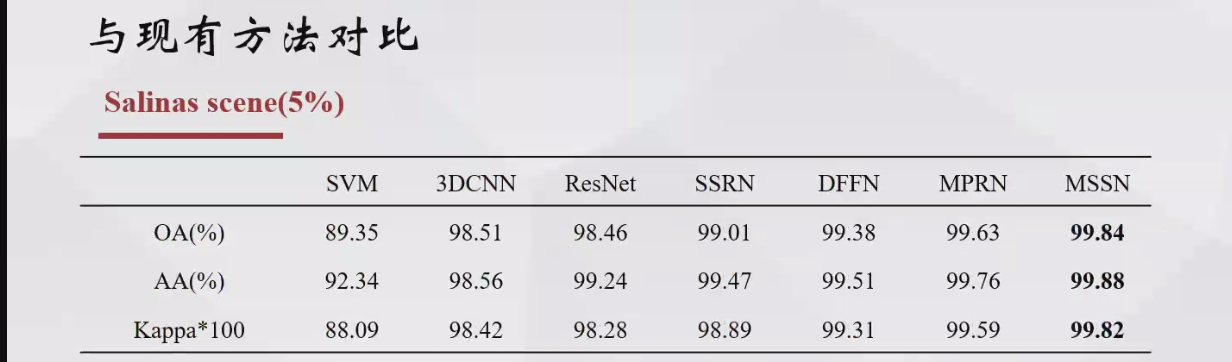 与现有方法对比
Salinas scene(5%)
SVM 3DCNN ResNet SSRN DFFN MPRN MSSN
OA(%) 89.35 98.51 98.46 99.01 99.38 99.63 99.84
AA(%) 92.34 98.56 99.24 99.47 99.51 99.76 99.88
Kappa*100 88.09 98.42 98.28 98.89 99.31 99.59 99.82